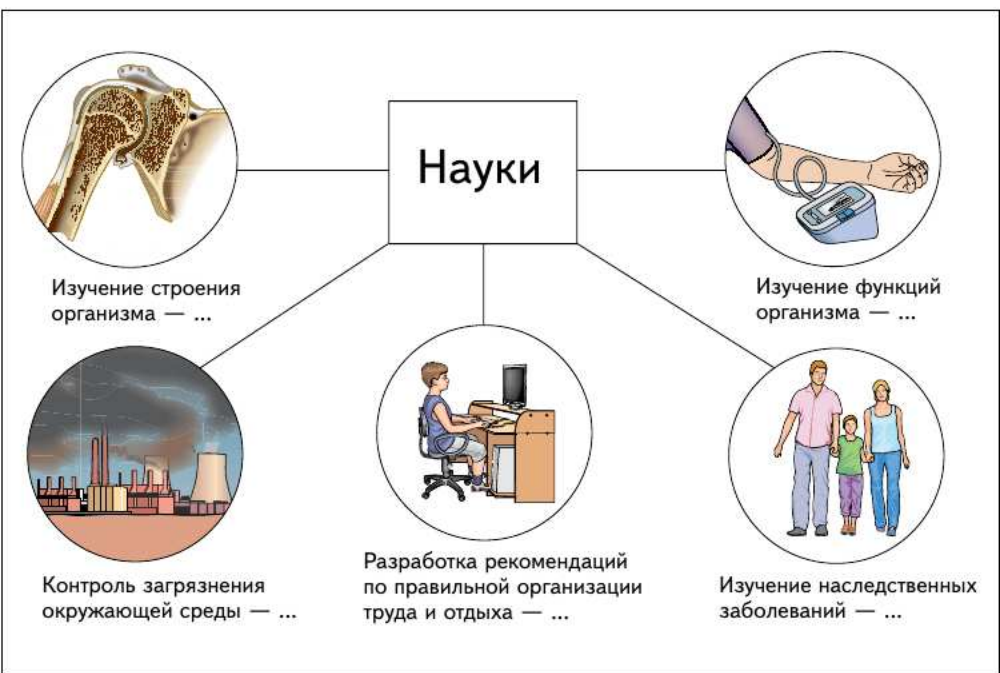 Науки
Изучение строения
организма — ...
Изучение функций
организма — ...
Контроль загрязнения
окружающей среды — ...
Разработка рекомендаций
по правильной организации
труда и отдыха — ...
Изучение наследственных
заболеваний — ...